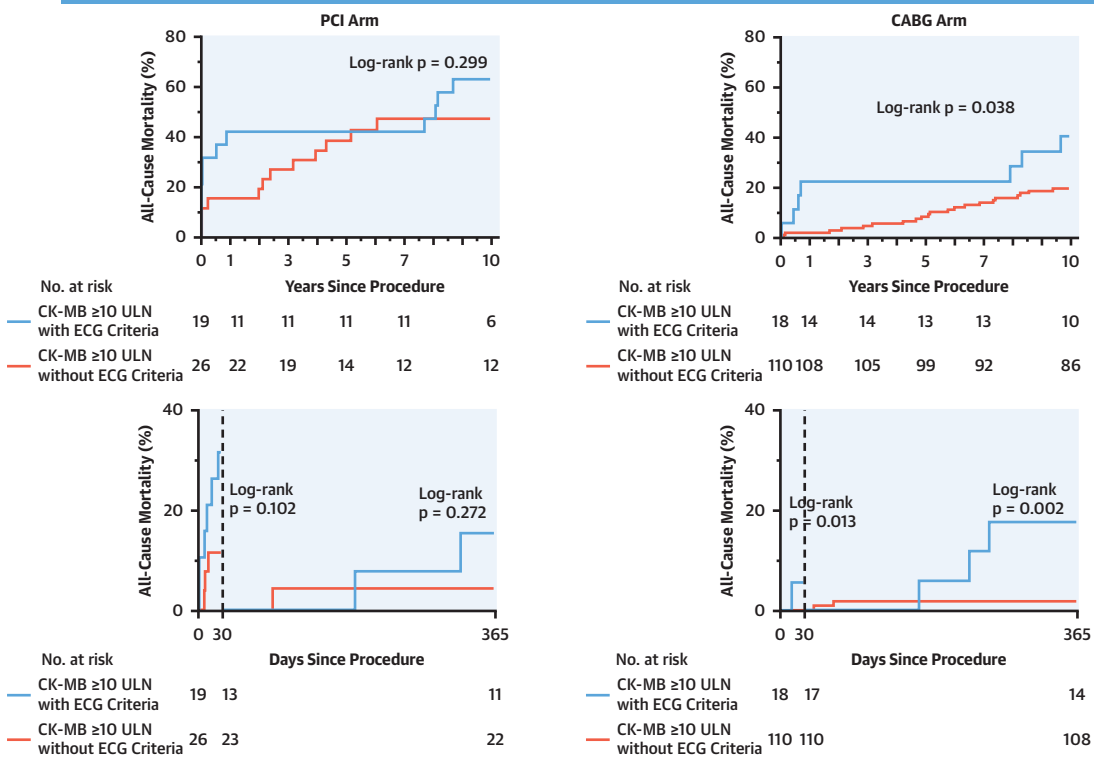 PCI Arm
80
60
40
20
0
All-Cause Mortality (%)
Log-rank p = 0.299
0 1 3 5 7 10
Years Since Procedure
No. at risk
CK-MB ≥10 ULN
with ECG Criteria
19 11 11 11 11 6
CK-MB ≥10 ULN
without ECG Criteria
26 22 19 14 12 12
CABG Arm
80
60
40
20
0
All-Cause Mortality (%)
Log-rank p = 0.038
0 1 3 5 7 10
Years Since Procedure
No. at risk
CK-MB ≥10 ULN
with ECG Criteria
18 14 14 13 13 10
CK-MB ≥10 ULN
without ECG Criteria
110 108 105 99 92 86
40
20
0
All-Cause Mortality (%)
Log-rank
p = 0.102
Log-rank
p = 0.272
0 30 365
Days Since Procedure
No. at risk
CK-MB ≥10 ULN
with ECG Criteria
19 13 11
CK-MB ≥10 ULN
without ECG Criteria
26 23 22
40
20
0
All-Cause Mortality (%)
Log-rank
p = 0.013
Log-rank
p = 0.002
0 30 365
Days Since Procedure
No. at risk
CK-MB ≥10 ULN
with ECG Criteria
18 17 14
CK-MB ≥10 ULN
without ECG Criteria
110 110 108